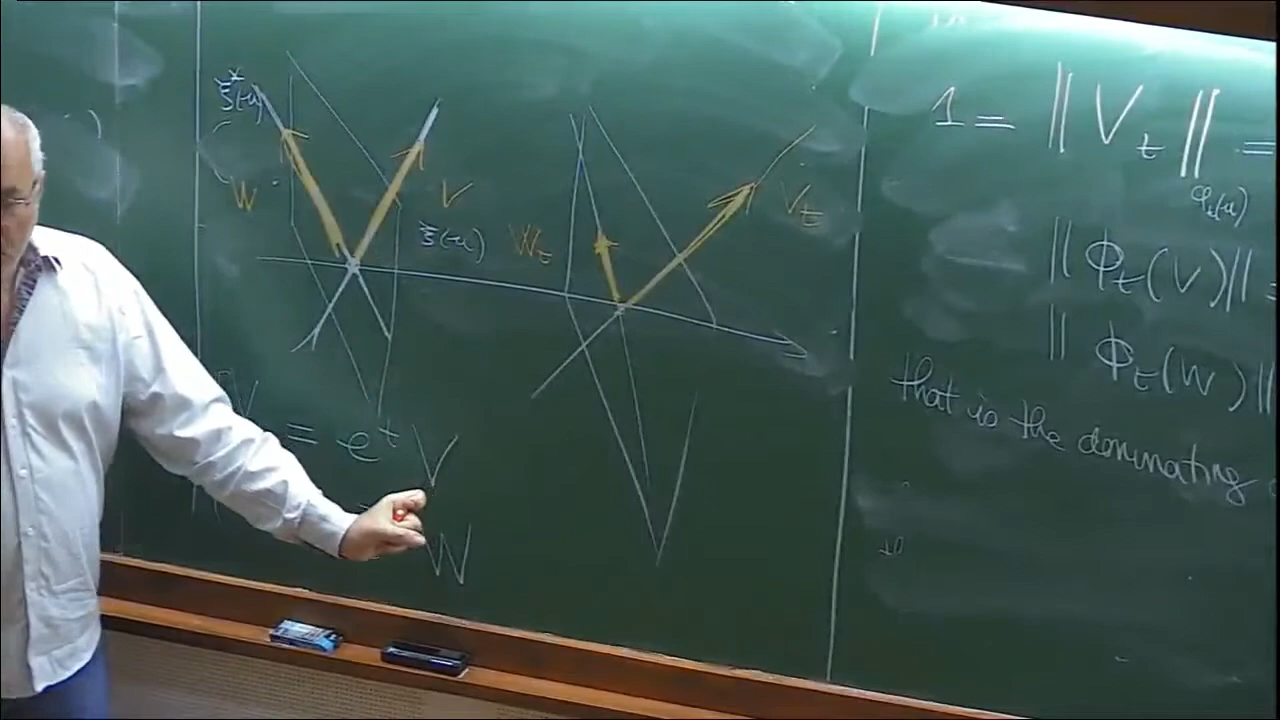 ξ*(-u)
W
V
ξ(-u)
W_t
V_t
= e^t V
W
1 = || V_t ||_{φ_t(u)} =
|| Φ_t(V) || =
|| Φ_t(W) ||
that is the dominating